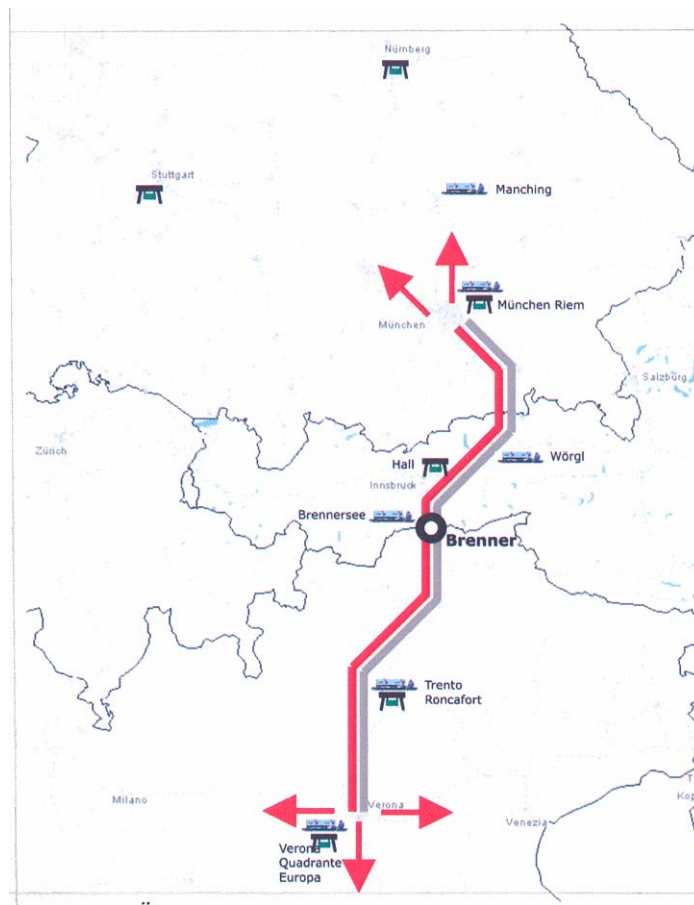 Nürnberg
Stuttgart
Manching
München Riem
München
Salzburg
Zürich
Hall
Wörgl
Innsbruck
Brennersee
Brenner
Trento
Roncafort
Milano
Verona
Venezia
Verona
Quadrante
Europa